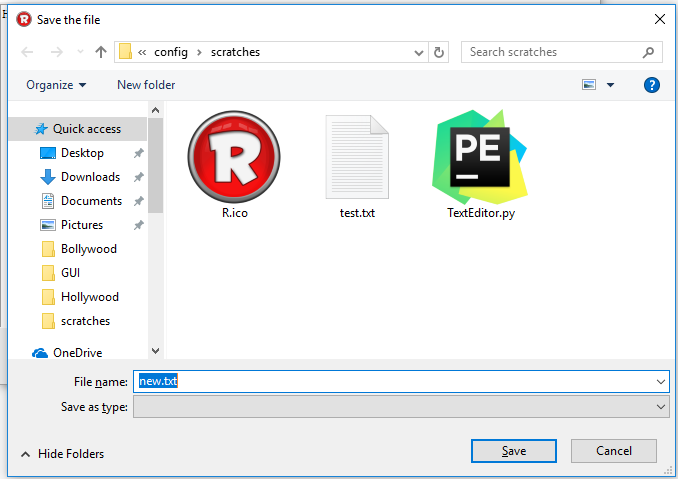 Save the file
« config › scratches
Search scratches
Organize
New folder
Quick access
Desktop
Downloads
Documents
Pictures
Bollywood
GUI
Hollywood
scratches
OneDrive
R
R.ico
test.txt
PE
TextEditor.py
File name: new.txt
Save as type:
Hide Folders
Save
Cancel